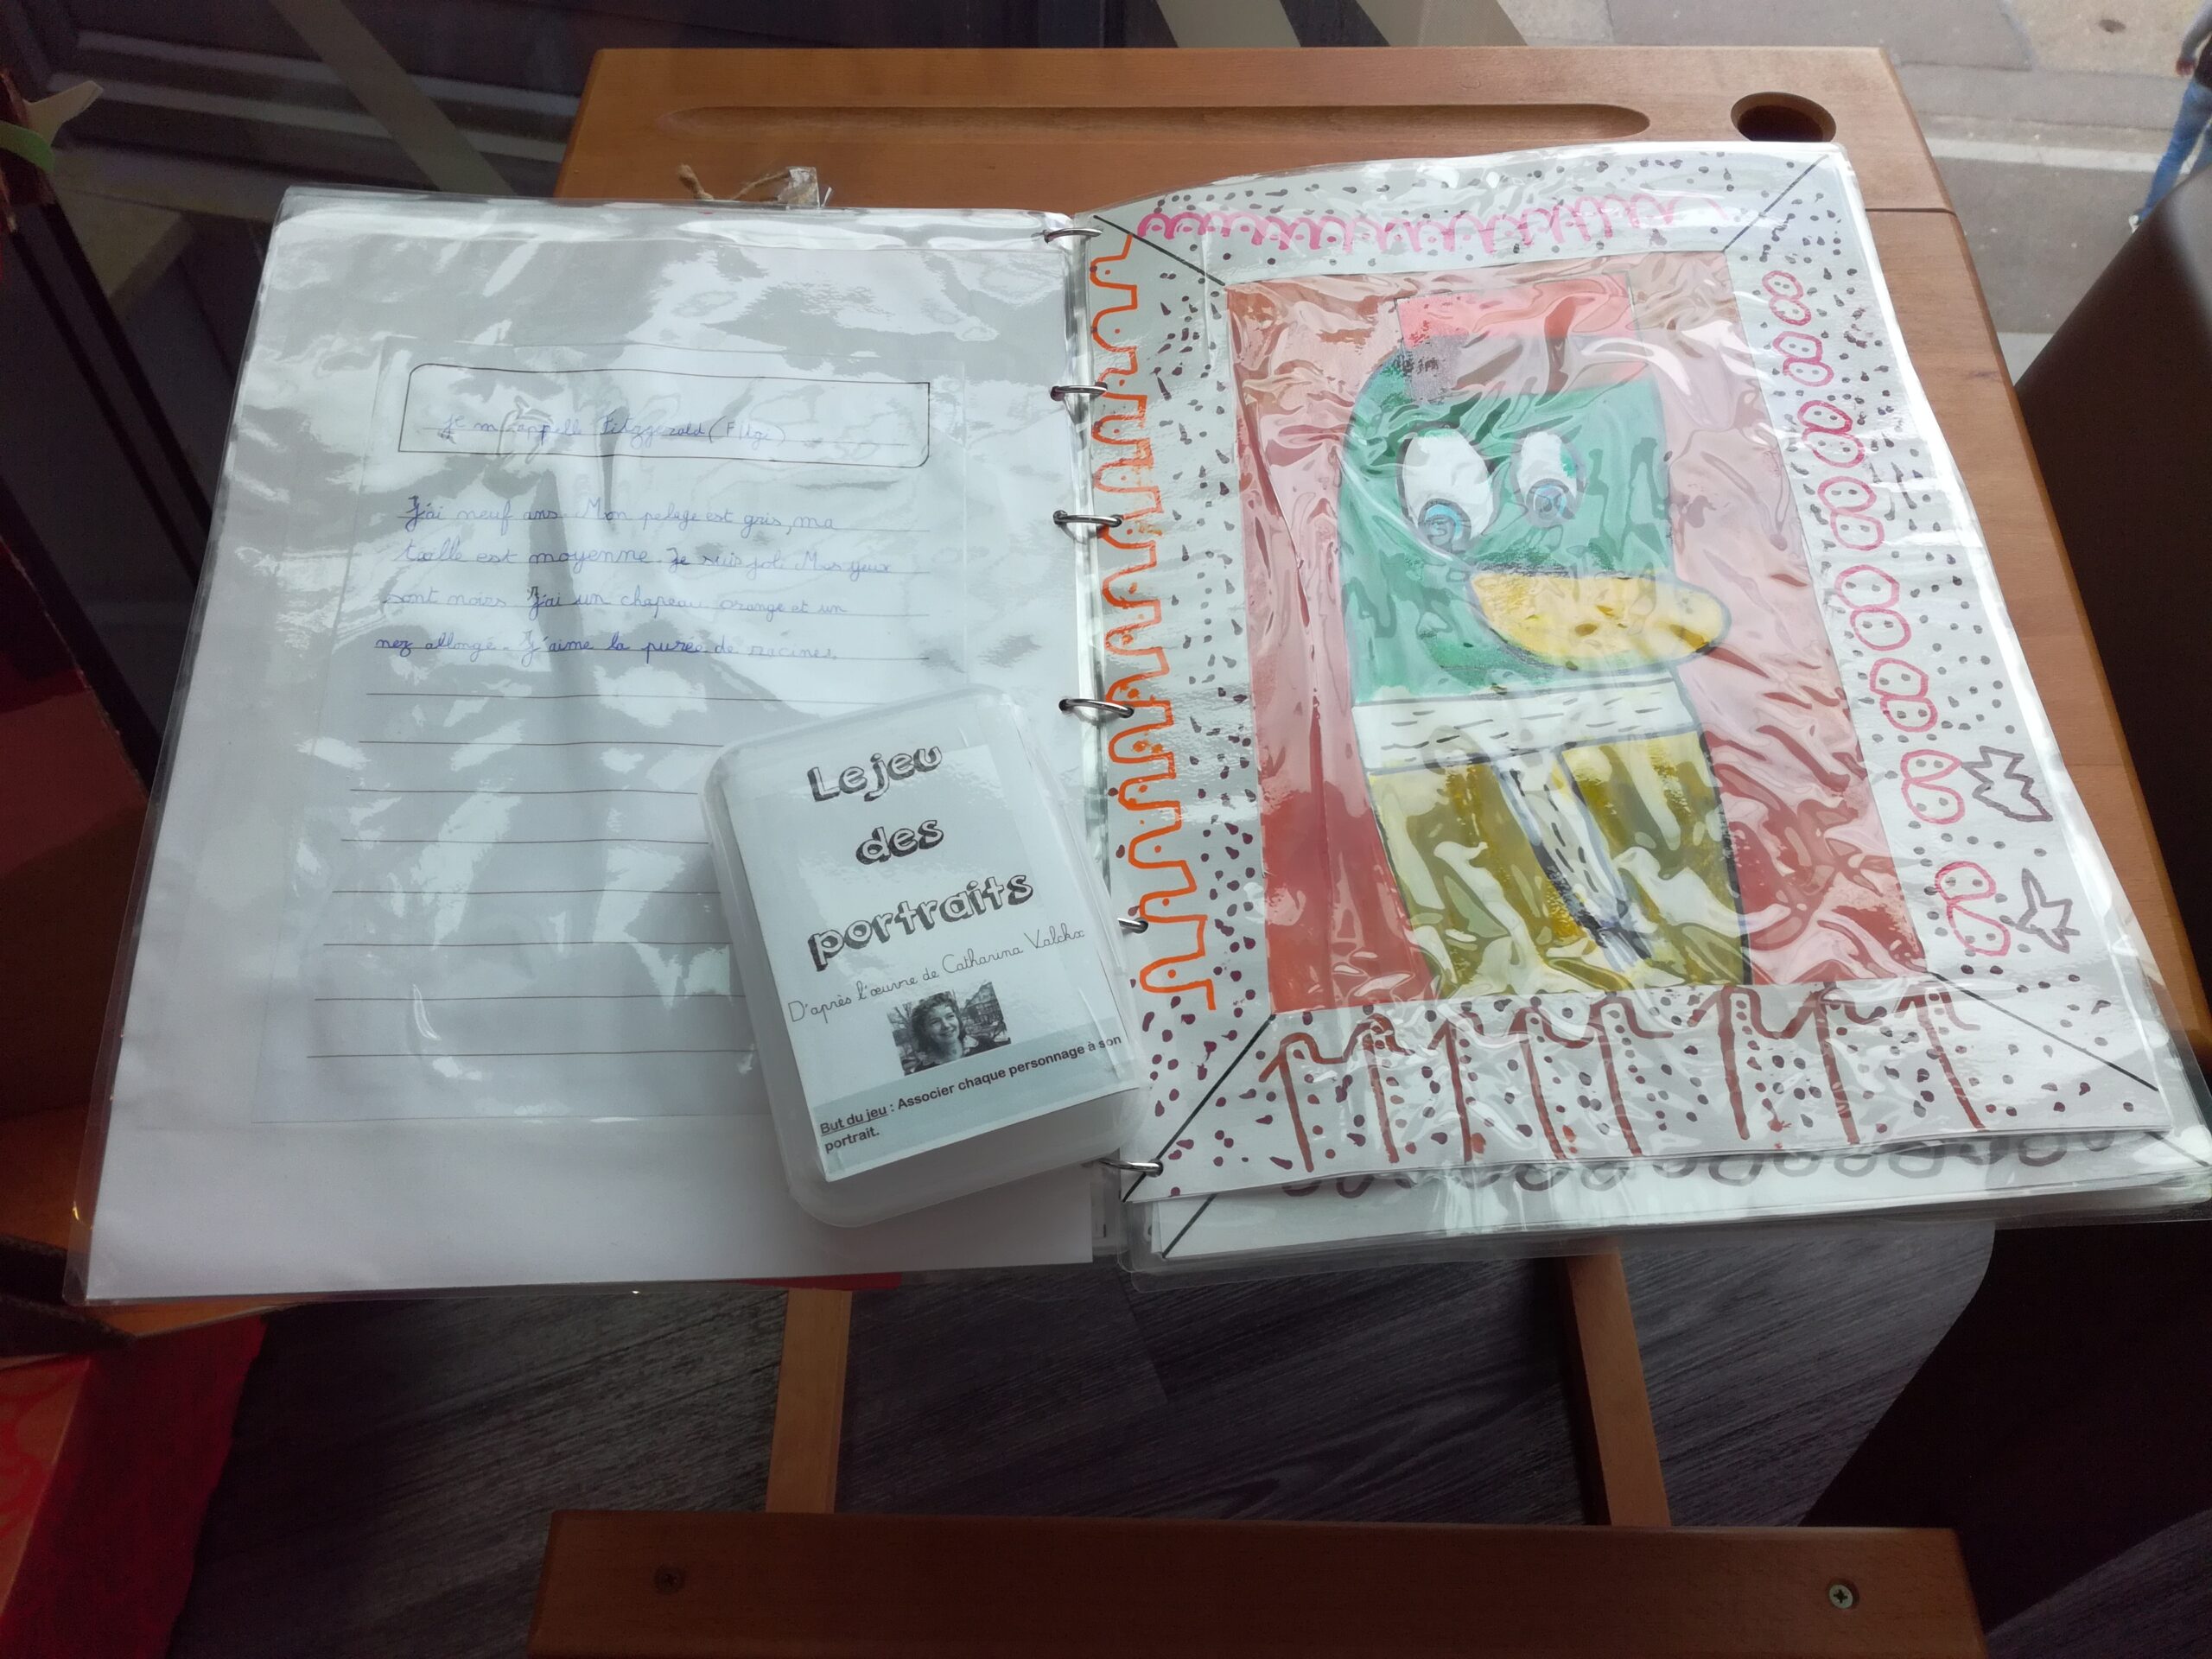 Je m'appelle Fitzgerald (Fitgi)
J'ai neuf ans. Mon pelage est gris, ma
taille est moyenne. Je suis joli. Mes yeux
sont noirs. J'ai un chapeau orange et un
nez allongé. J'aime la purée de racines.
Le jeu
des
portraits
D'après l'œuvre de Catharina Valckx
But du jeu : Associer chaque personnage à son
portrait.